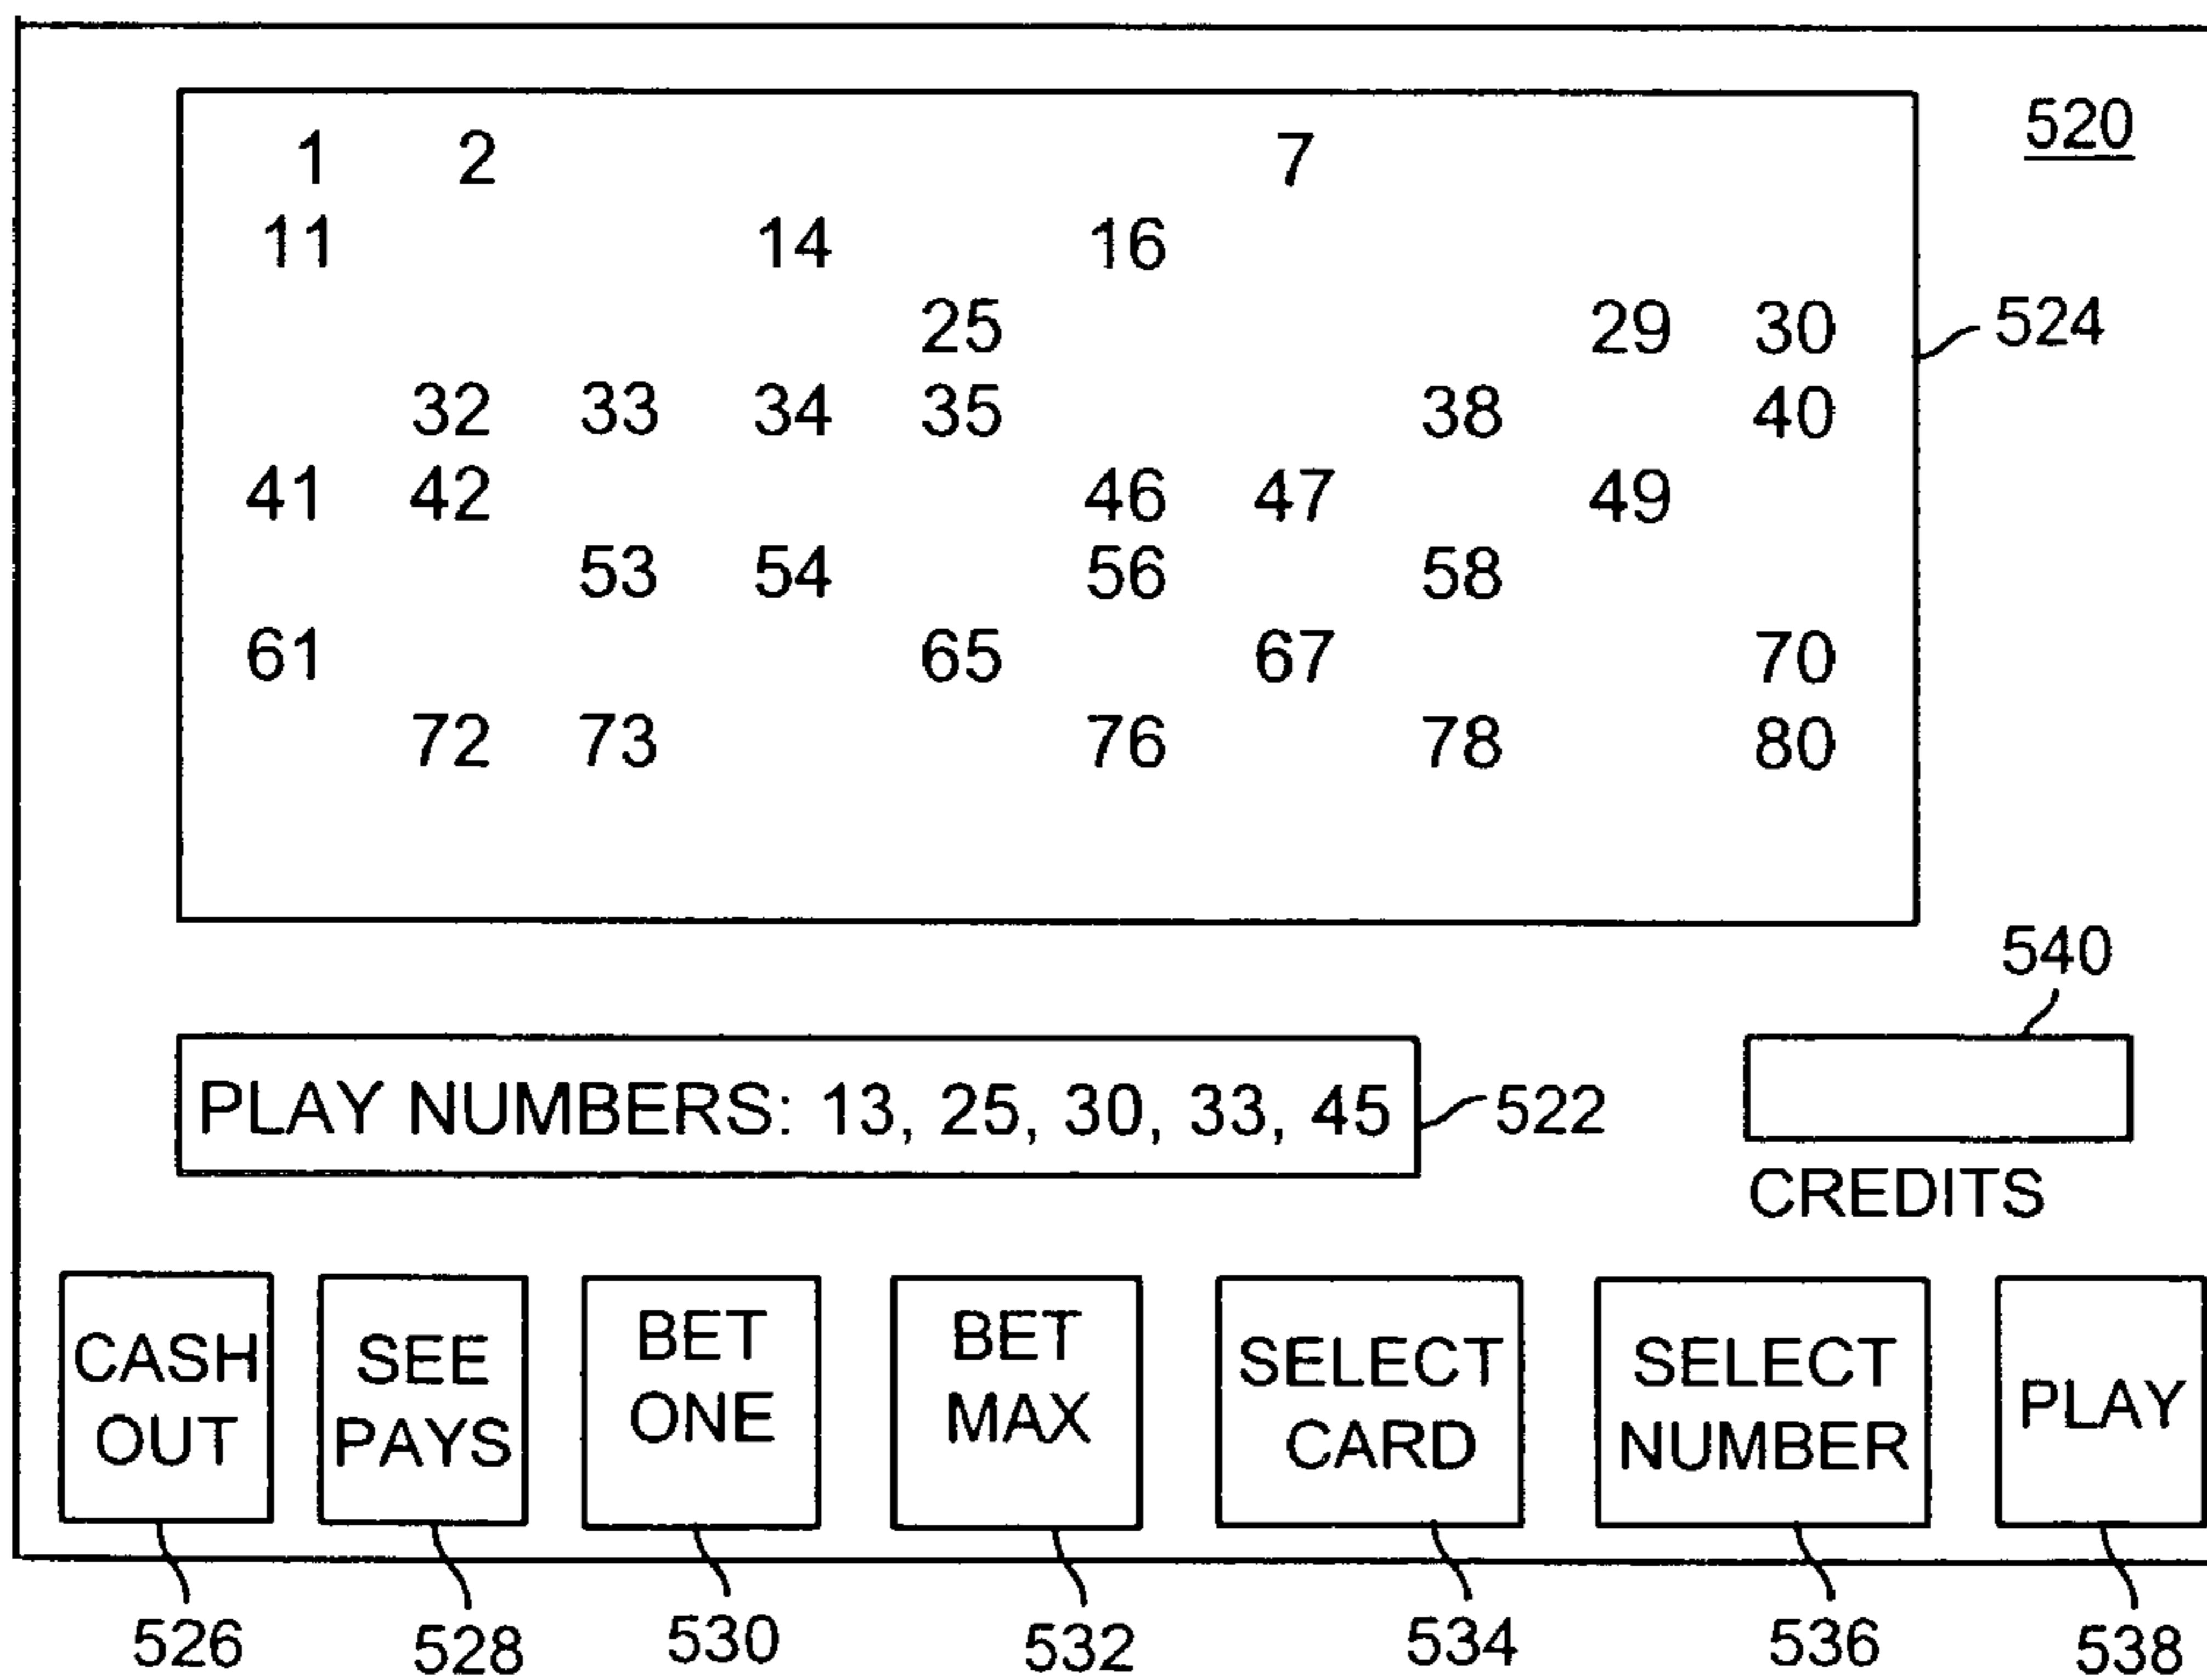 520
1 2 7
11 14 16
25 29 30
524
32 33 34 35 38 40
41 42 46 47 49
53 54 56 58
61 65 67 70
72 73 76 78 80
540
PLAY NUMBERS: 13, 25, 30, 33, 45
522
CREDITS
CASH
OUT
SEE
PAYS
BET
ONE
BET
MAX
SELECT
CARD
SELECT
NUMBER
PLAY
526 528 530 532 534 536 538